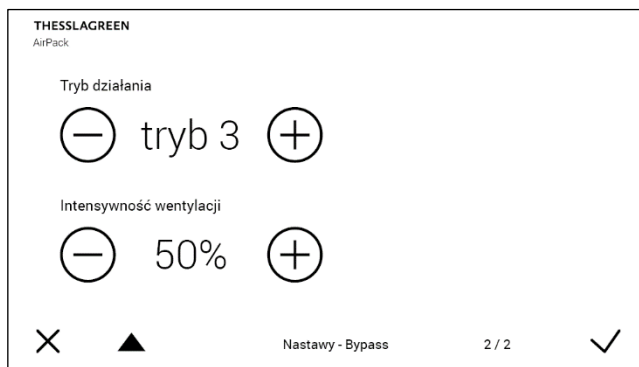 THESSLAGREEN
AirPack
Tryb działania
tryb 3
Intensywność wentylacji
50%
Nastawy - Bypass 2 / 2